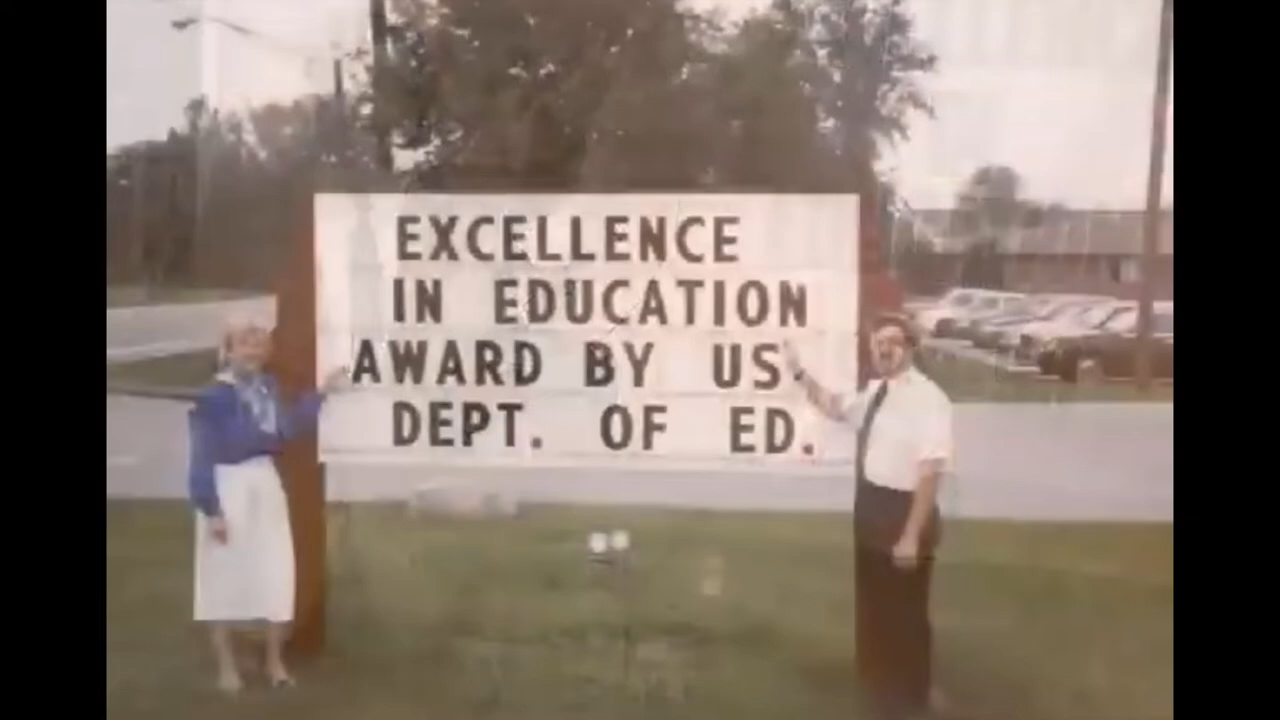 EXCELLENCE
IN EDUCATION
AWARD BY US.
DEPT. OF ED.